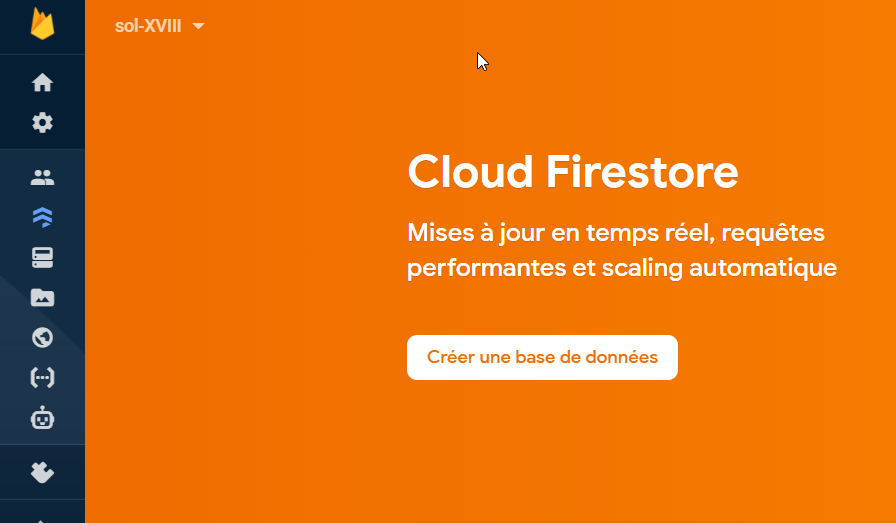 sol-XVIII
Cloud Firestore
Mises à jour en temps réel, requêtes
performantes et scaling automatique
Créer une base de données